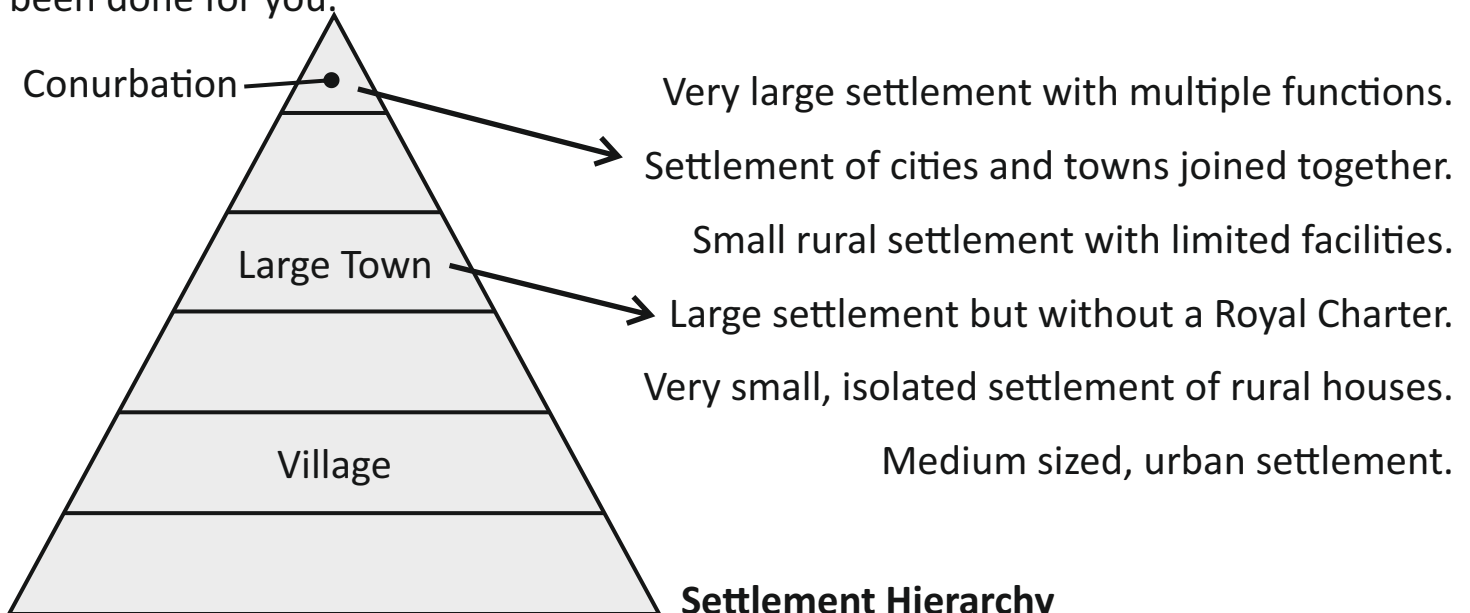 been done for you.
Conurbation
Very large settlement with multiple functions.
Settlement of cities and towns joined together.
Small rural settlement with limited facilities.
Large Town
Large settlement but without a Royal Charter.
Very small, isolated settlement of rural houses.
Village
Medium sized, urban settlement.
Settlement Hierarchy